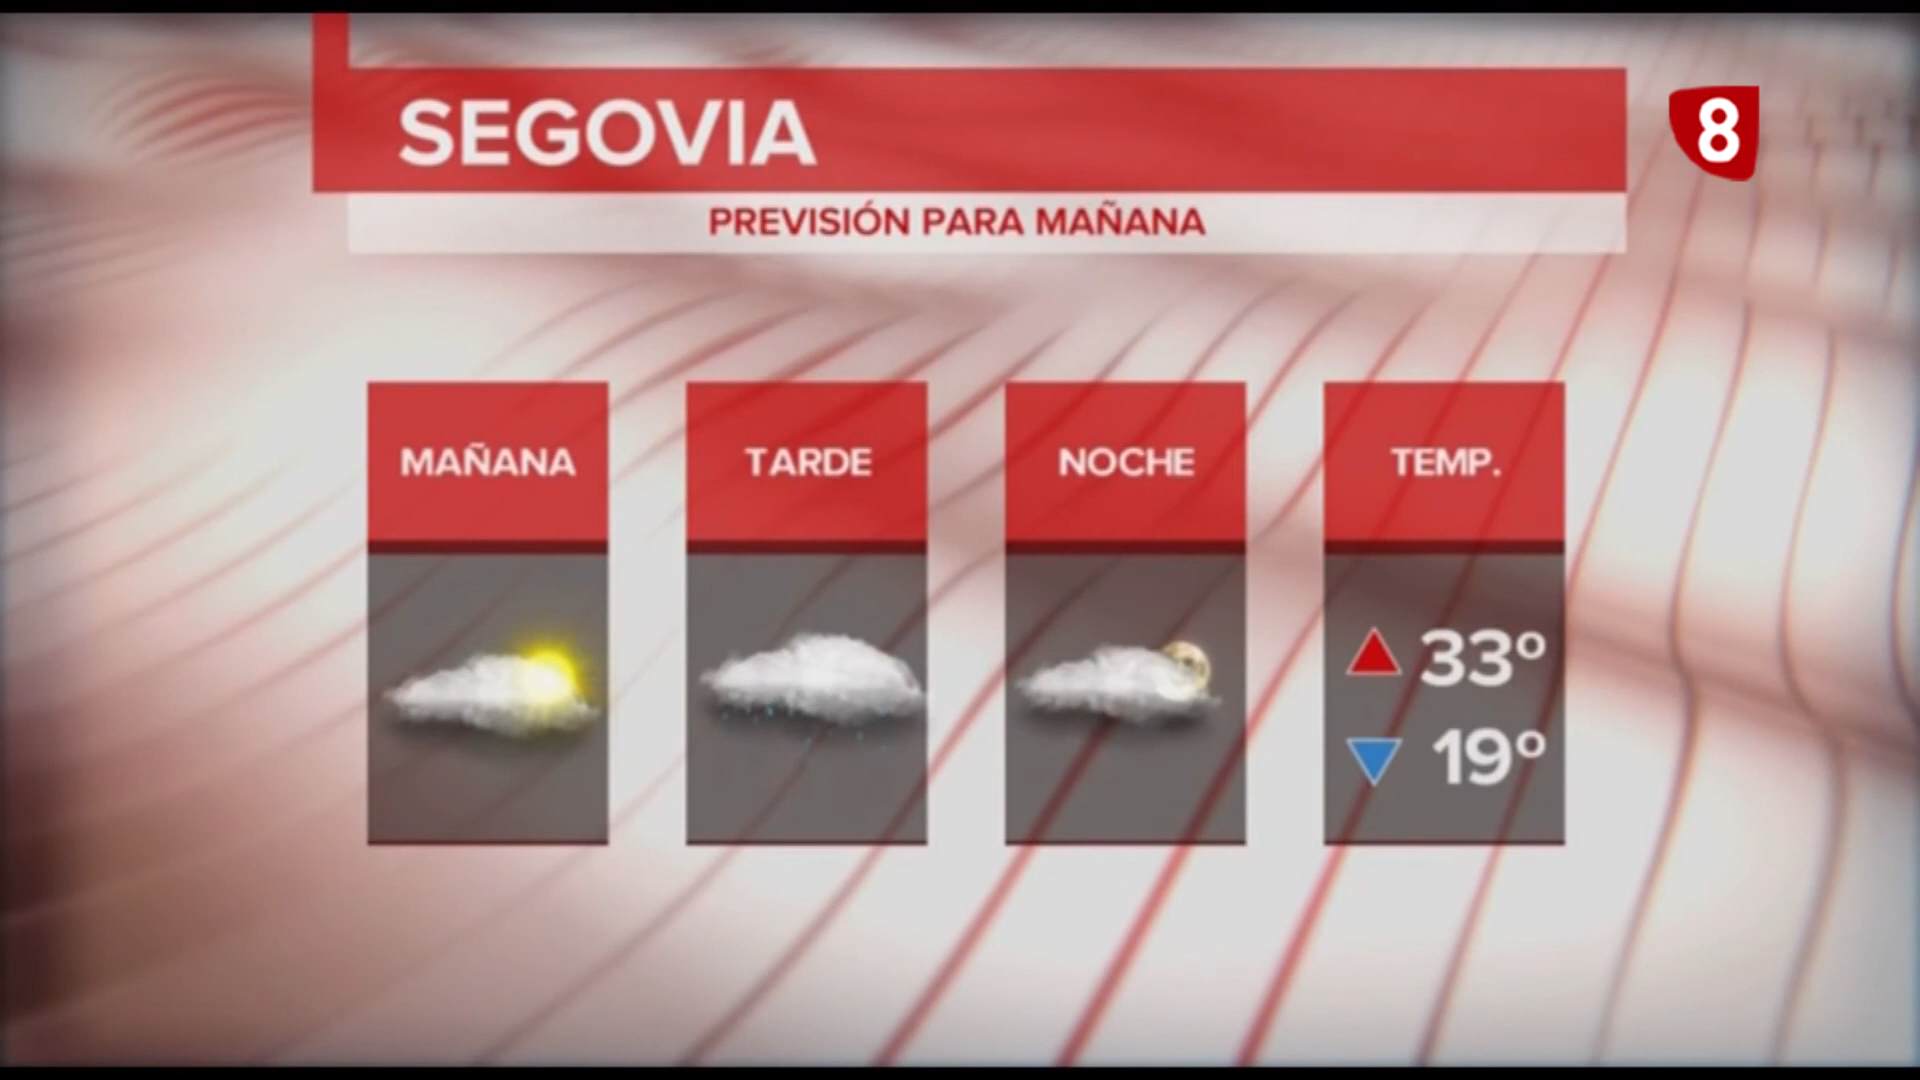 SEGOVIA
8
PREVISIÓN PARA MAÑANA
MAÑANA
TARDE
NOCHE
TEMP.
33º
19º